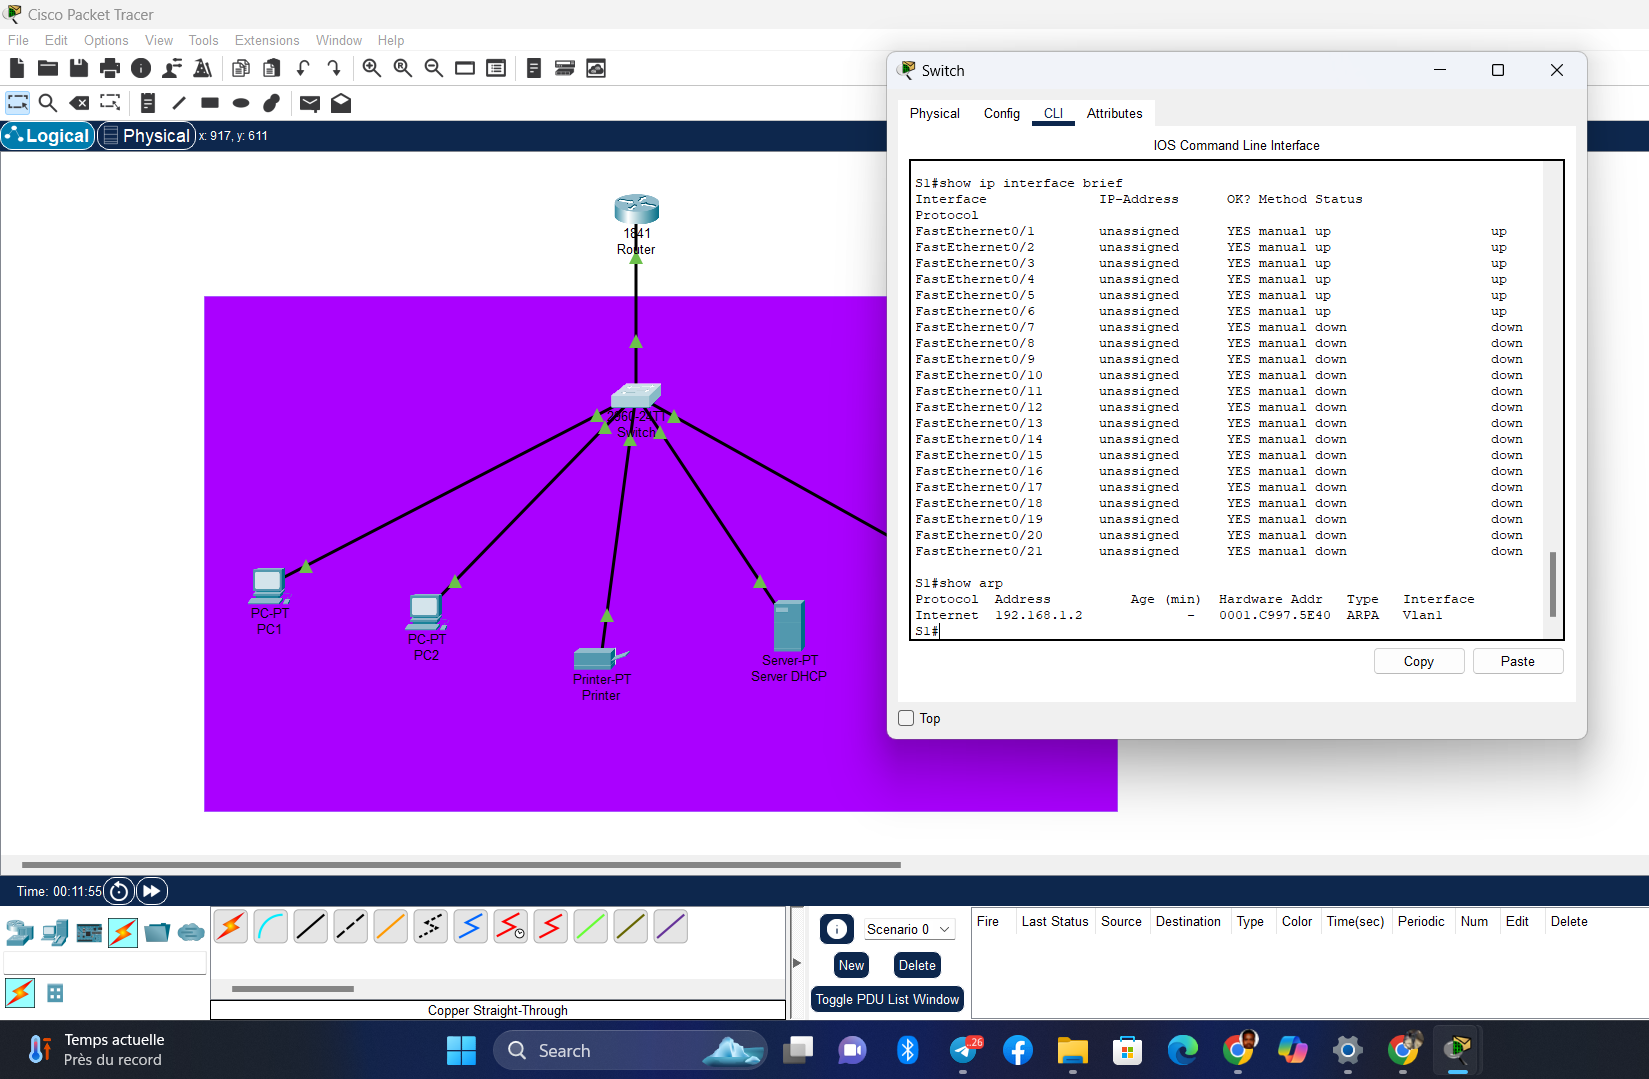 Cisco Packet Tracer
File Edit Options View Tools Extensions Window Help
Logical Physical x: 917, y: 611
1841
Router
2960-24TT
Switch
PC-PT
PC1
PC-PT
PC2
Printer-PT
Printer
Server-PT
Server DHCP
Switch
Physical Config CLI Attributes
IOS Command Line Interface
S1#show ip interface brief
Interface IP-Address OK? Method Status
Protocol
FastEthernet0/1 unassigned YES manual up up
FastEthernet0/2 unassigned YES manual up up
FastEthernet0/3 unassigned YES manual up up
FastEthernet0/4 unassigned YES manual up up
FastEthernet0/5 unassigned YES manual up up
FastEthernet0/6 unassigned YES manual up up
FastEthernet0/7 unassigned YES manual down down
FastEthernet0/8 unassigned YES manual down down
FastEthernet0/9 unassigned YES manual down down
FastEthernet0/10 unassigned YES manual down down
FastEthernet0/11 unassigned YES manual down down
FastEthernet0/12 unassigned YES manual down down
FastEthernet0/13 unassigned YES manual down down
FastEthernet0/14 unassigned YES manual down down
FastEthernet0/15 unassigned YES manual down down
FastEthernet0/16 unassigned YES manual down down
FastEthernet0/17 unassigned YES manual down down
FastEthernet0/18 unassigned YES manual down down
FastEthernet0/19 unassigned YES manual down down
FastEthernet0/20 unassigned YES manual down down
FastEthernet0/21 unassigned YES manual down down
S1#show arp
Protocol Address Age (min) Hardware Addr Type Interface
Internet 192.168.1.2 - 0001.C997.5E40 ARPA Vlan1
S1#
Copy Paste
Top
Time: 00:11:55
Scenario 0
New Delete
Toggle PDU List Window
Fire Last Status Source Destination Type Color Time(sec) Periodic Num Edit Delete
Copper Straight-Through
Temps actuelle
Près du record
Search
..26